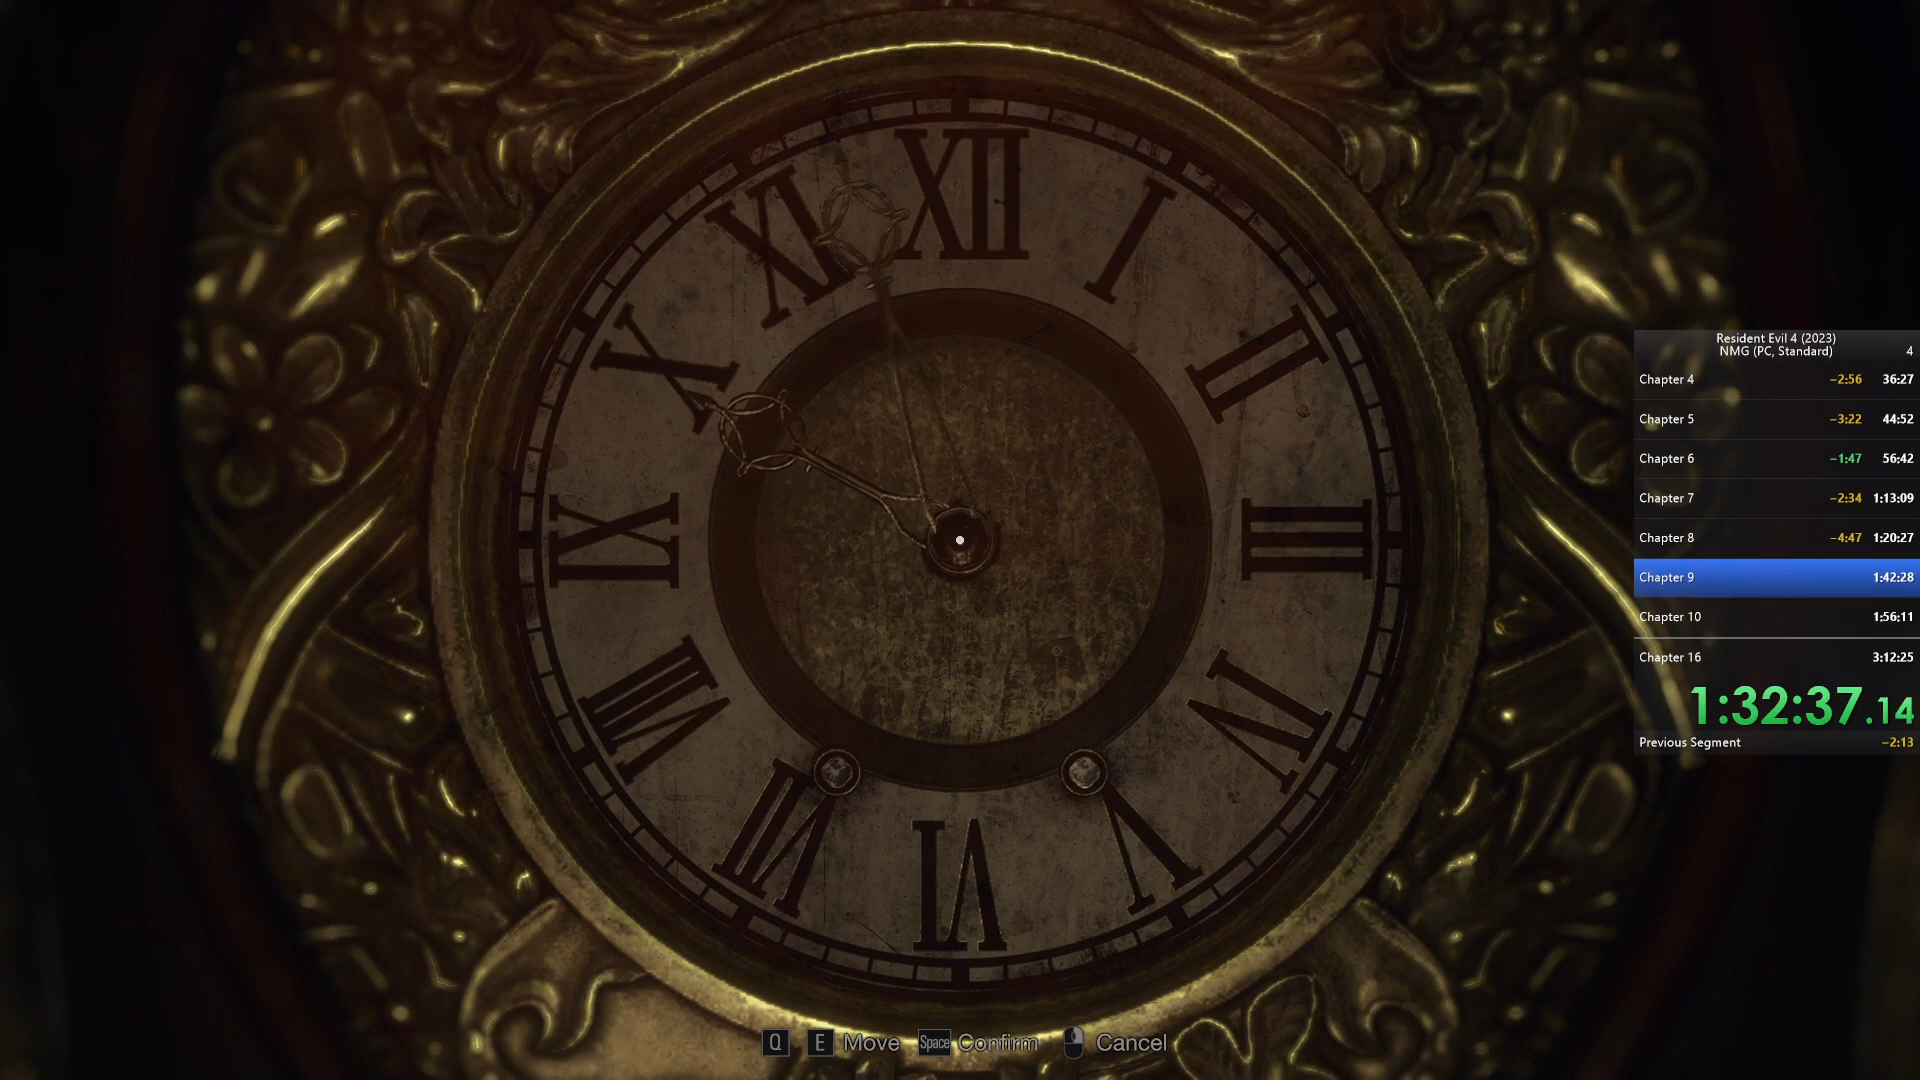 XII
XI
I
X
II
IX
III
VIII
IV
VII
V
VI
Resident Evil 4 (2023)
NMG (PC, Standard) 4
Chapter 4 −2:56 36:27
Chapter 5 −3:22 44:52
Chapter 6 −1:47 56:42
Chapter 7 −2:34 1:13:09
Chapter 8 −4:47 1:20:27
Chapter 9 1:42:28
Chapter 10 1:56:11
Chapter 16 3:12:25
1:32:37.14
Previous Segment −2:13
Q E Move Space Confirm Cancel